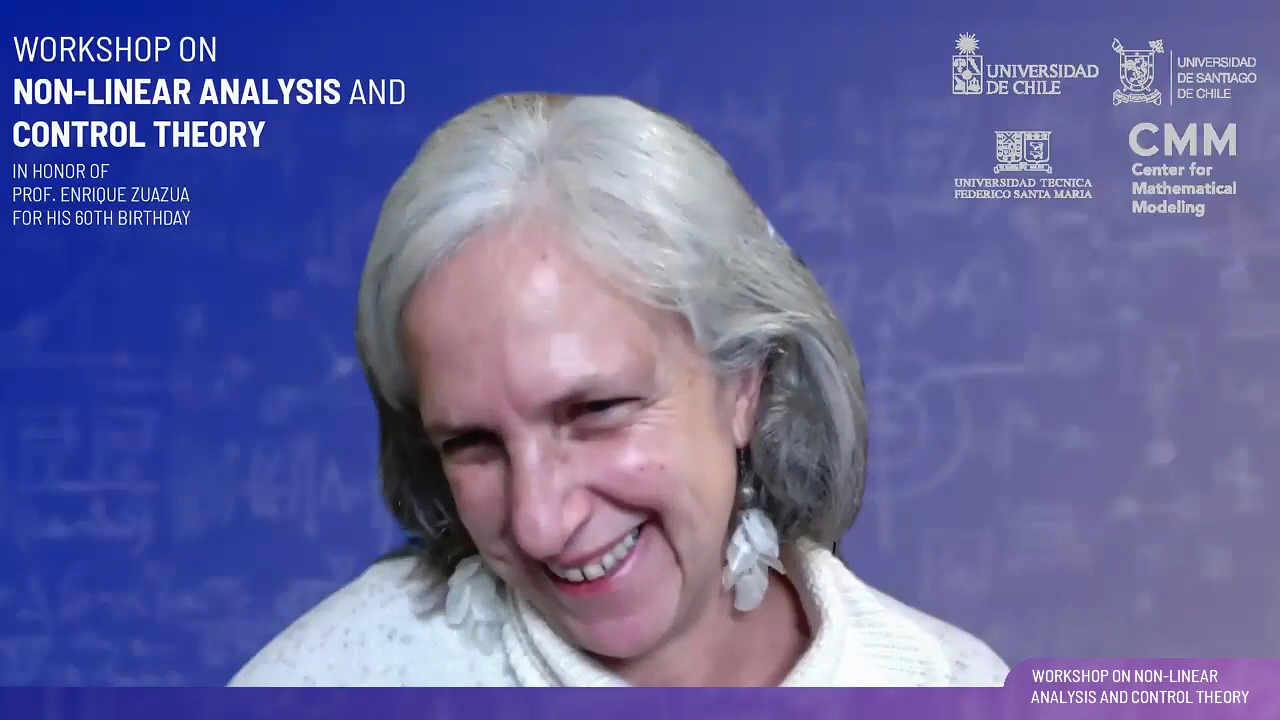 WORKSHOP ON
NON-LINEAR ANALYSIS AND
CONTROL THEORY
IN HONOR OF
PROF. ENRIQUE ZUAZUA
FOR HIS 60TH BIRTHDAY
UNIVERSIDAD
DE CHILE
UNIVERSIDAD
DE SANTIAGO
DE CHILE
UNIVERSIDAD TECNICA
FEDERICO SANTA MARIA
CMM
Center for
Mathematical
Modeling
WORKSHOP ON NON-LINEAR
ANALYSIS AND CONTROL THEORY